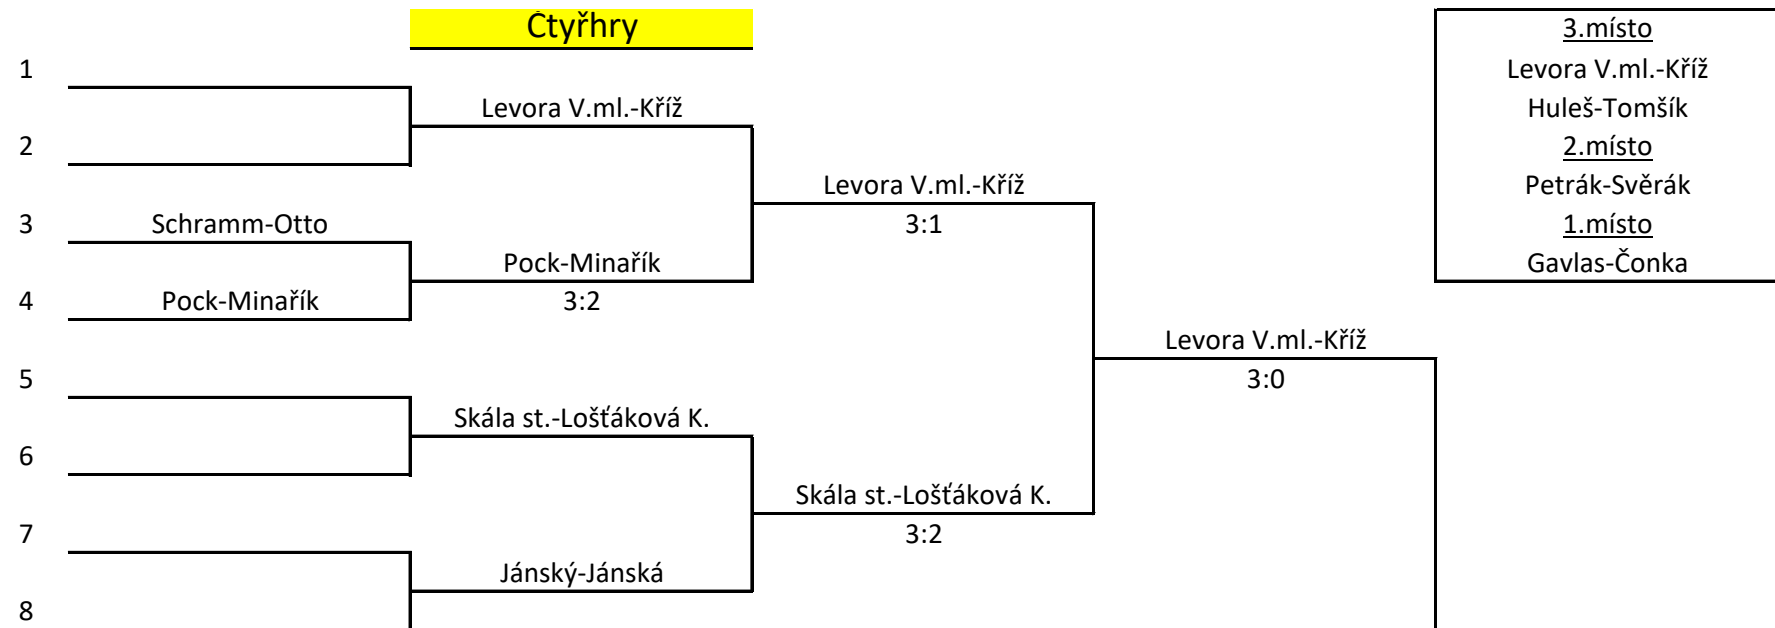 Čtyřhry
3.místo
1
Levora V.ml.-Kříž
Levora V.ml.-Kříž
Huleš-Tomšík
2
2.místo
Levora V.ml.-Kříž
Petrák-Svěrák
3
Schramm-Otto
3:1
1.místo
Pock-Minařík
Gavlas-Čonka
4
Pock-Minařík
3:2
Levora V.ml.-Kříž
5
3:0
Skála st.-Lošťáková K.
6
Skála st.-Lošťáková K.
7
3:2
Jánský-Jánská
8